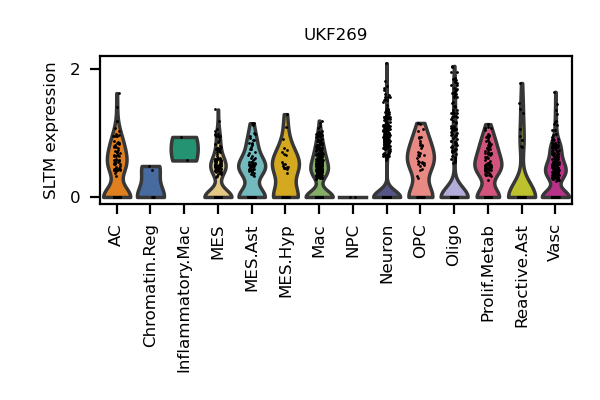 UKF269
SLTM expression
2
0
AC
Chromatin.Reg
Inflammatory.Mac
MES
MES.Ast
MES.Hyp
Mac
NPC
Neuron
OPC
Oligo
Prolif.Metab
Reactive.Ast
Vasc